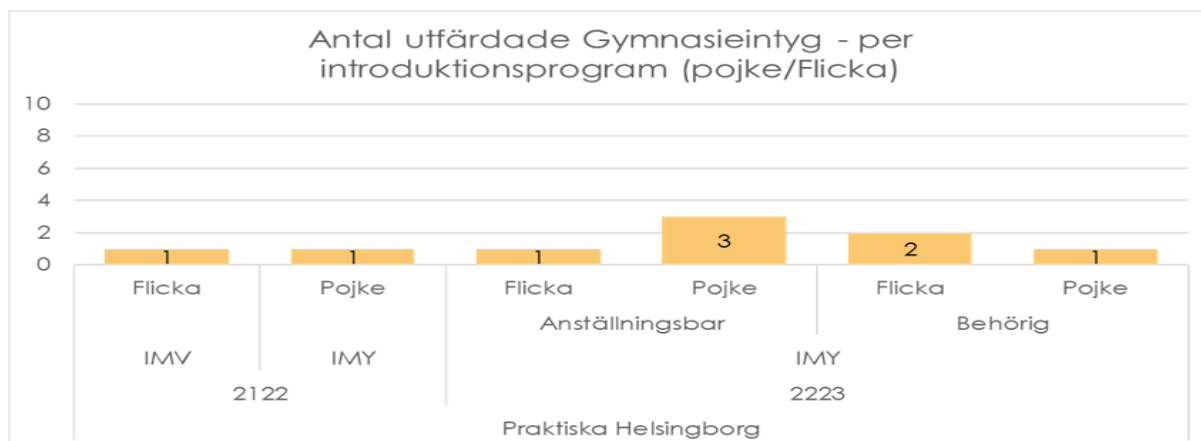 Antal utfärdade Gymnasieintyg - per
introduktionsprogram (pojke/Flicka)
10
8
6
4
2
0
1 1 1 3 2 1
Flicka Pojke Flicka Pojke Flicka Pojke
Anställningsbar Behörig
IMV IMY IMY
2122 2223
Praktiska Helsingborg